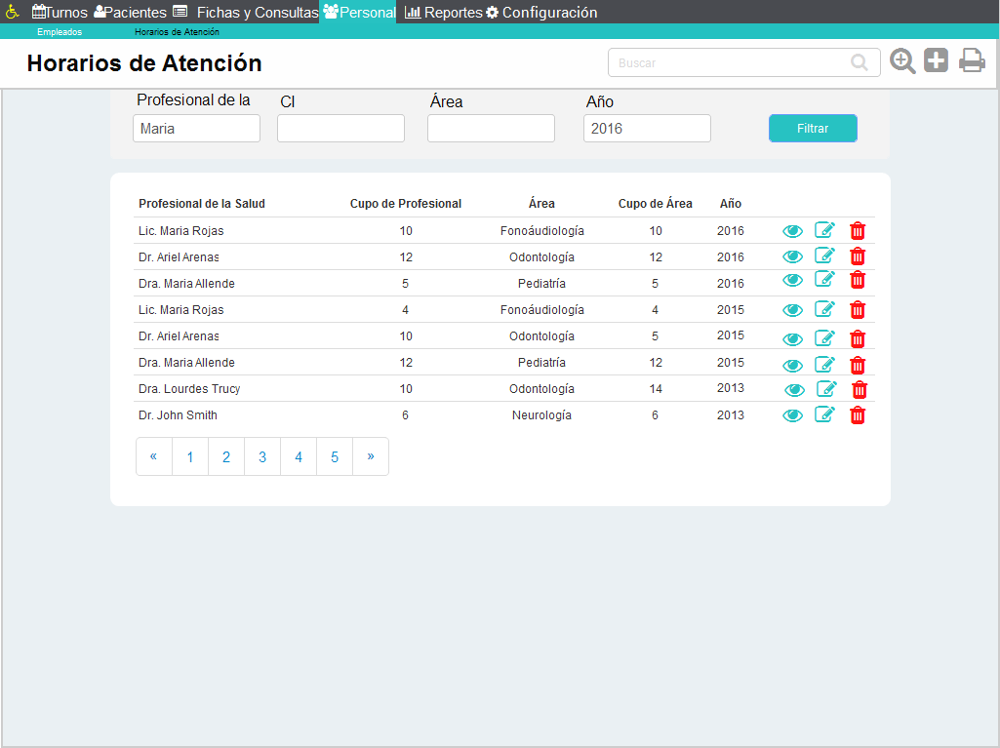 Turnos Pacientes Fichas y Consultas Personal Reportes Configuración
Empleados Horarios de Atención
Horarios de Atención Buscar
Profesional de la CI Área Año
Maria 2016 Filtrar
Profesional de la Salud Cupo de Profesional Área Cupo de Área Año
Lic. Maria Rojas 10 Fonoáudiología 10 2016
Dr. Ariel Arenas 12 Odontología 12 2016
Dra. Maria Allende 5 Pediatría 5 2016
Lic. Maria Rojas 4 Fonoáudiología 4 2015
Dr. Ariel Arenas 10 Odontología 5 2015
Dra. Maria Allende 12 Pediatría 12 2015
Dra. Lourdes Trucy 10 Odontología 14 2013
Dr. John Smith 6 Neurología 6 2013
« 1 2 3 4 5 »